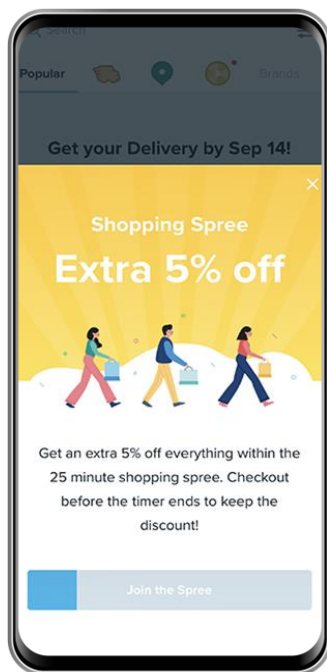 Search
Popular
Brands
Get your Delivery by Sep 14!
Shopping Spree
Extra 5% off
Get an extra 5% off everything within the
25 minute shopping spree. Checkout
before the timer ends to keep the
discount!
Join the Spree